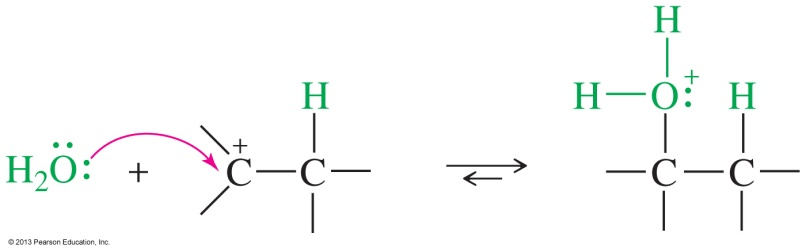 H H
H—O:+ H
H₂Ö: + C+—C ⇌ C—C
© 2013 Pearson Education, Inc.